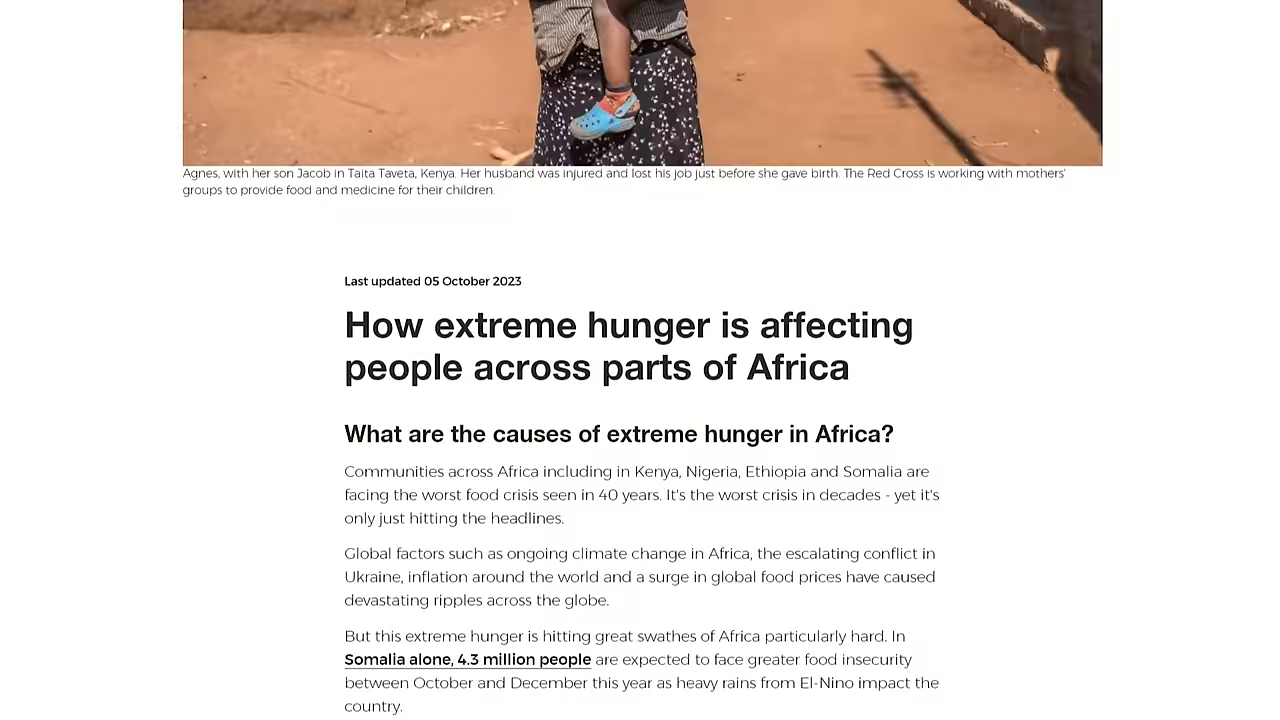 Agnes, with her son Jacob in Taita Taveta, Kenya. Her husband was injured and lost his job just before she gave birth. The Red Cross is working with mothers'
groups to provide food and medicine for their children.
Last updated 05 October 2023
How extreme hunger is affecting
people across parts of Africa
What are the causes of extreme hunger in Africa?
Communities across Africa including in Kenya, Nigeria, Ethiopia and Somalia are
facing the worst food crisis seen in 40 years. It's the worst crisis in decades - yet it's
only just hitting the headlines.
Global factors such as ongoing climate change in Africa, the escalating conflict in
Ukraine, inflation around the world and a surge in global food prices have caused
devastating ripples across the globe.
But this extreme hunger is hitting great swathes of Africa particularly hard. In
Somalia alone, 4.3 million people are expected to face greater food insecurity
between October and December this year as heavy rains from El-Nino impact the
country.